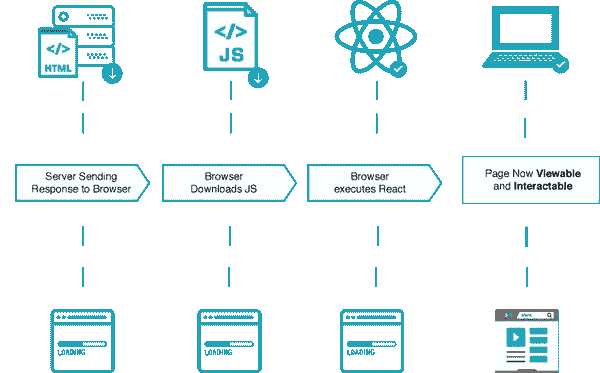 </>
HTML
</>
JS
Server Sending
Response to Browser
Browser
Downloads JS
Browser
executes React
Page Now Viewable
and Interactable
LOADING
LOADING
LOADING